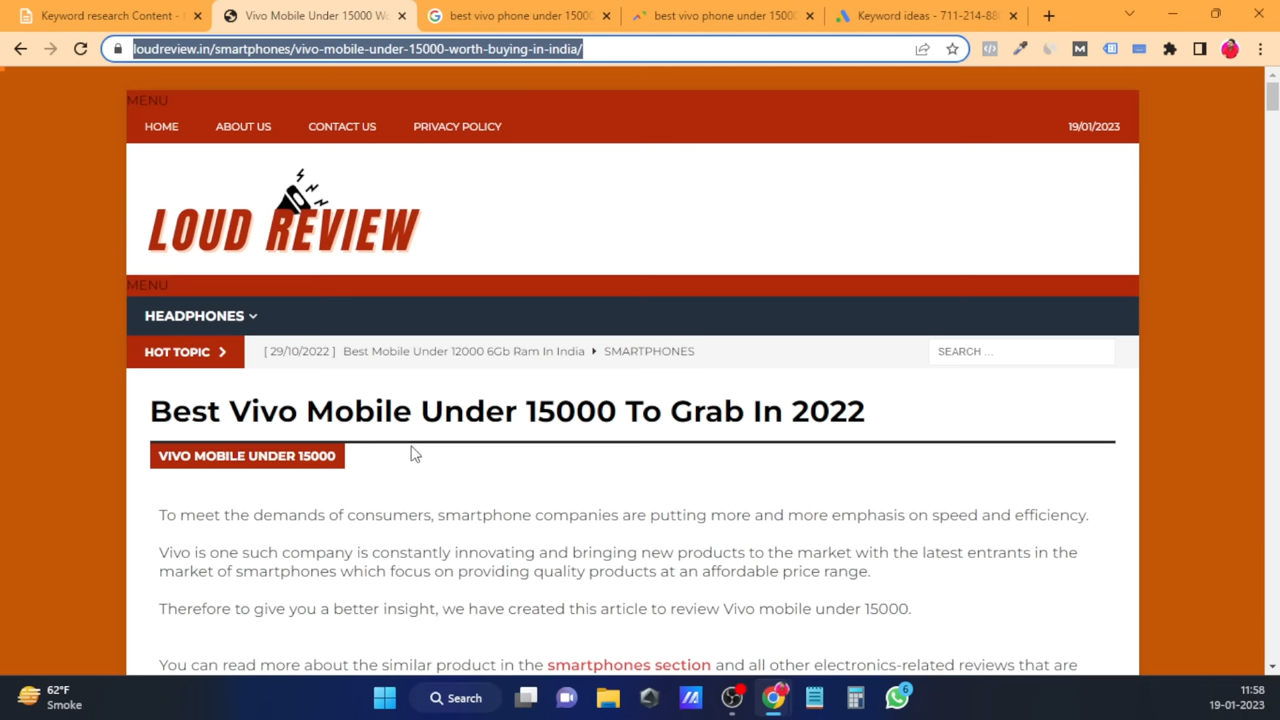 Keyword research Content -
Vivo Mobile Under 15000 Wo
best vivo phone under 15000
best vivo phone under 15000
Keyword ideas - 711-214-88
loudreview.in/smartphones/vivo-mobile-under-15000-worth-buying-in-india/
MENU
HOME ABOUT US CONTACT US PRIVACY POLICY 19/01/2023
LOUD REVIEW
MENU
HEADPHONES
HOT TOPIC [ 29/10/2022 ] Best Mobile Under 12000 6Gb Ram In India SMARTPHONES SEARCH ...
Best Vivo Mobile Under 15000 To Grab In 2022
VIVO MOBILE UNDER 15000
To meet the demands of consumers, smartphone companies are putting more and more emphasis on speed and efficiency.
Vivo is one such company is constantly innovating and bringing new products to the market with the latest entrants in the
market of smartphones which focus on providing quality products at an affordable price range.
Therefore to give you a better insight, we have created this article to review Vivo mobile under 15000.
You can read more about the similar product in the smartphones section and all other electronics-related reviews that are
62°F
Smoke
Search
6
11:58
19-01-2023